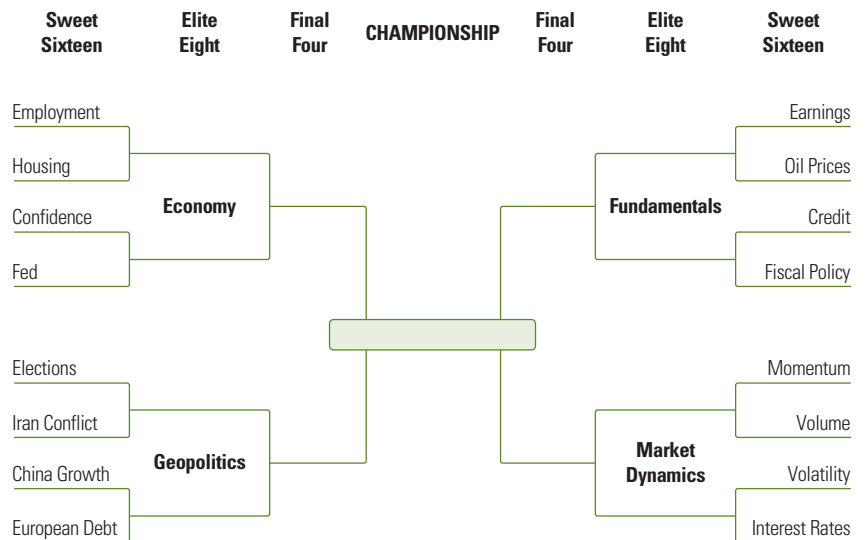 Sweet
Sixteen
Elite
Eight
Final
Four
CHAMPIONSHIP
Final
Four
Elite
Eight
Sweet
Sixteen
Employment
Housing
Confidence
Fed
Economy
Elections
Iran Conflict
China Growth
European Debt
Geopolitics
Earnings
Oil Prices
Credit
Fiscal Policy
Fundamentals
Momentum
Volume
Volatility
Interest Rates
Market
Dynamics